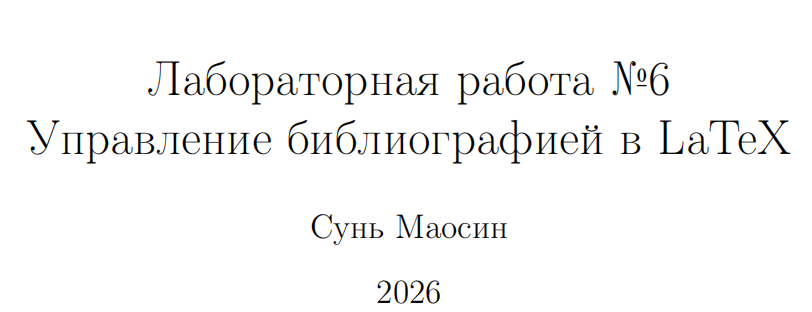 Лабораторная работа №6
Управление библиографией в LaTeX
Сунь Маосин
2026